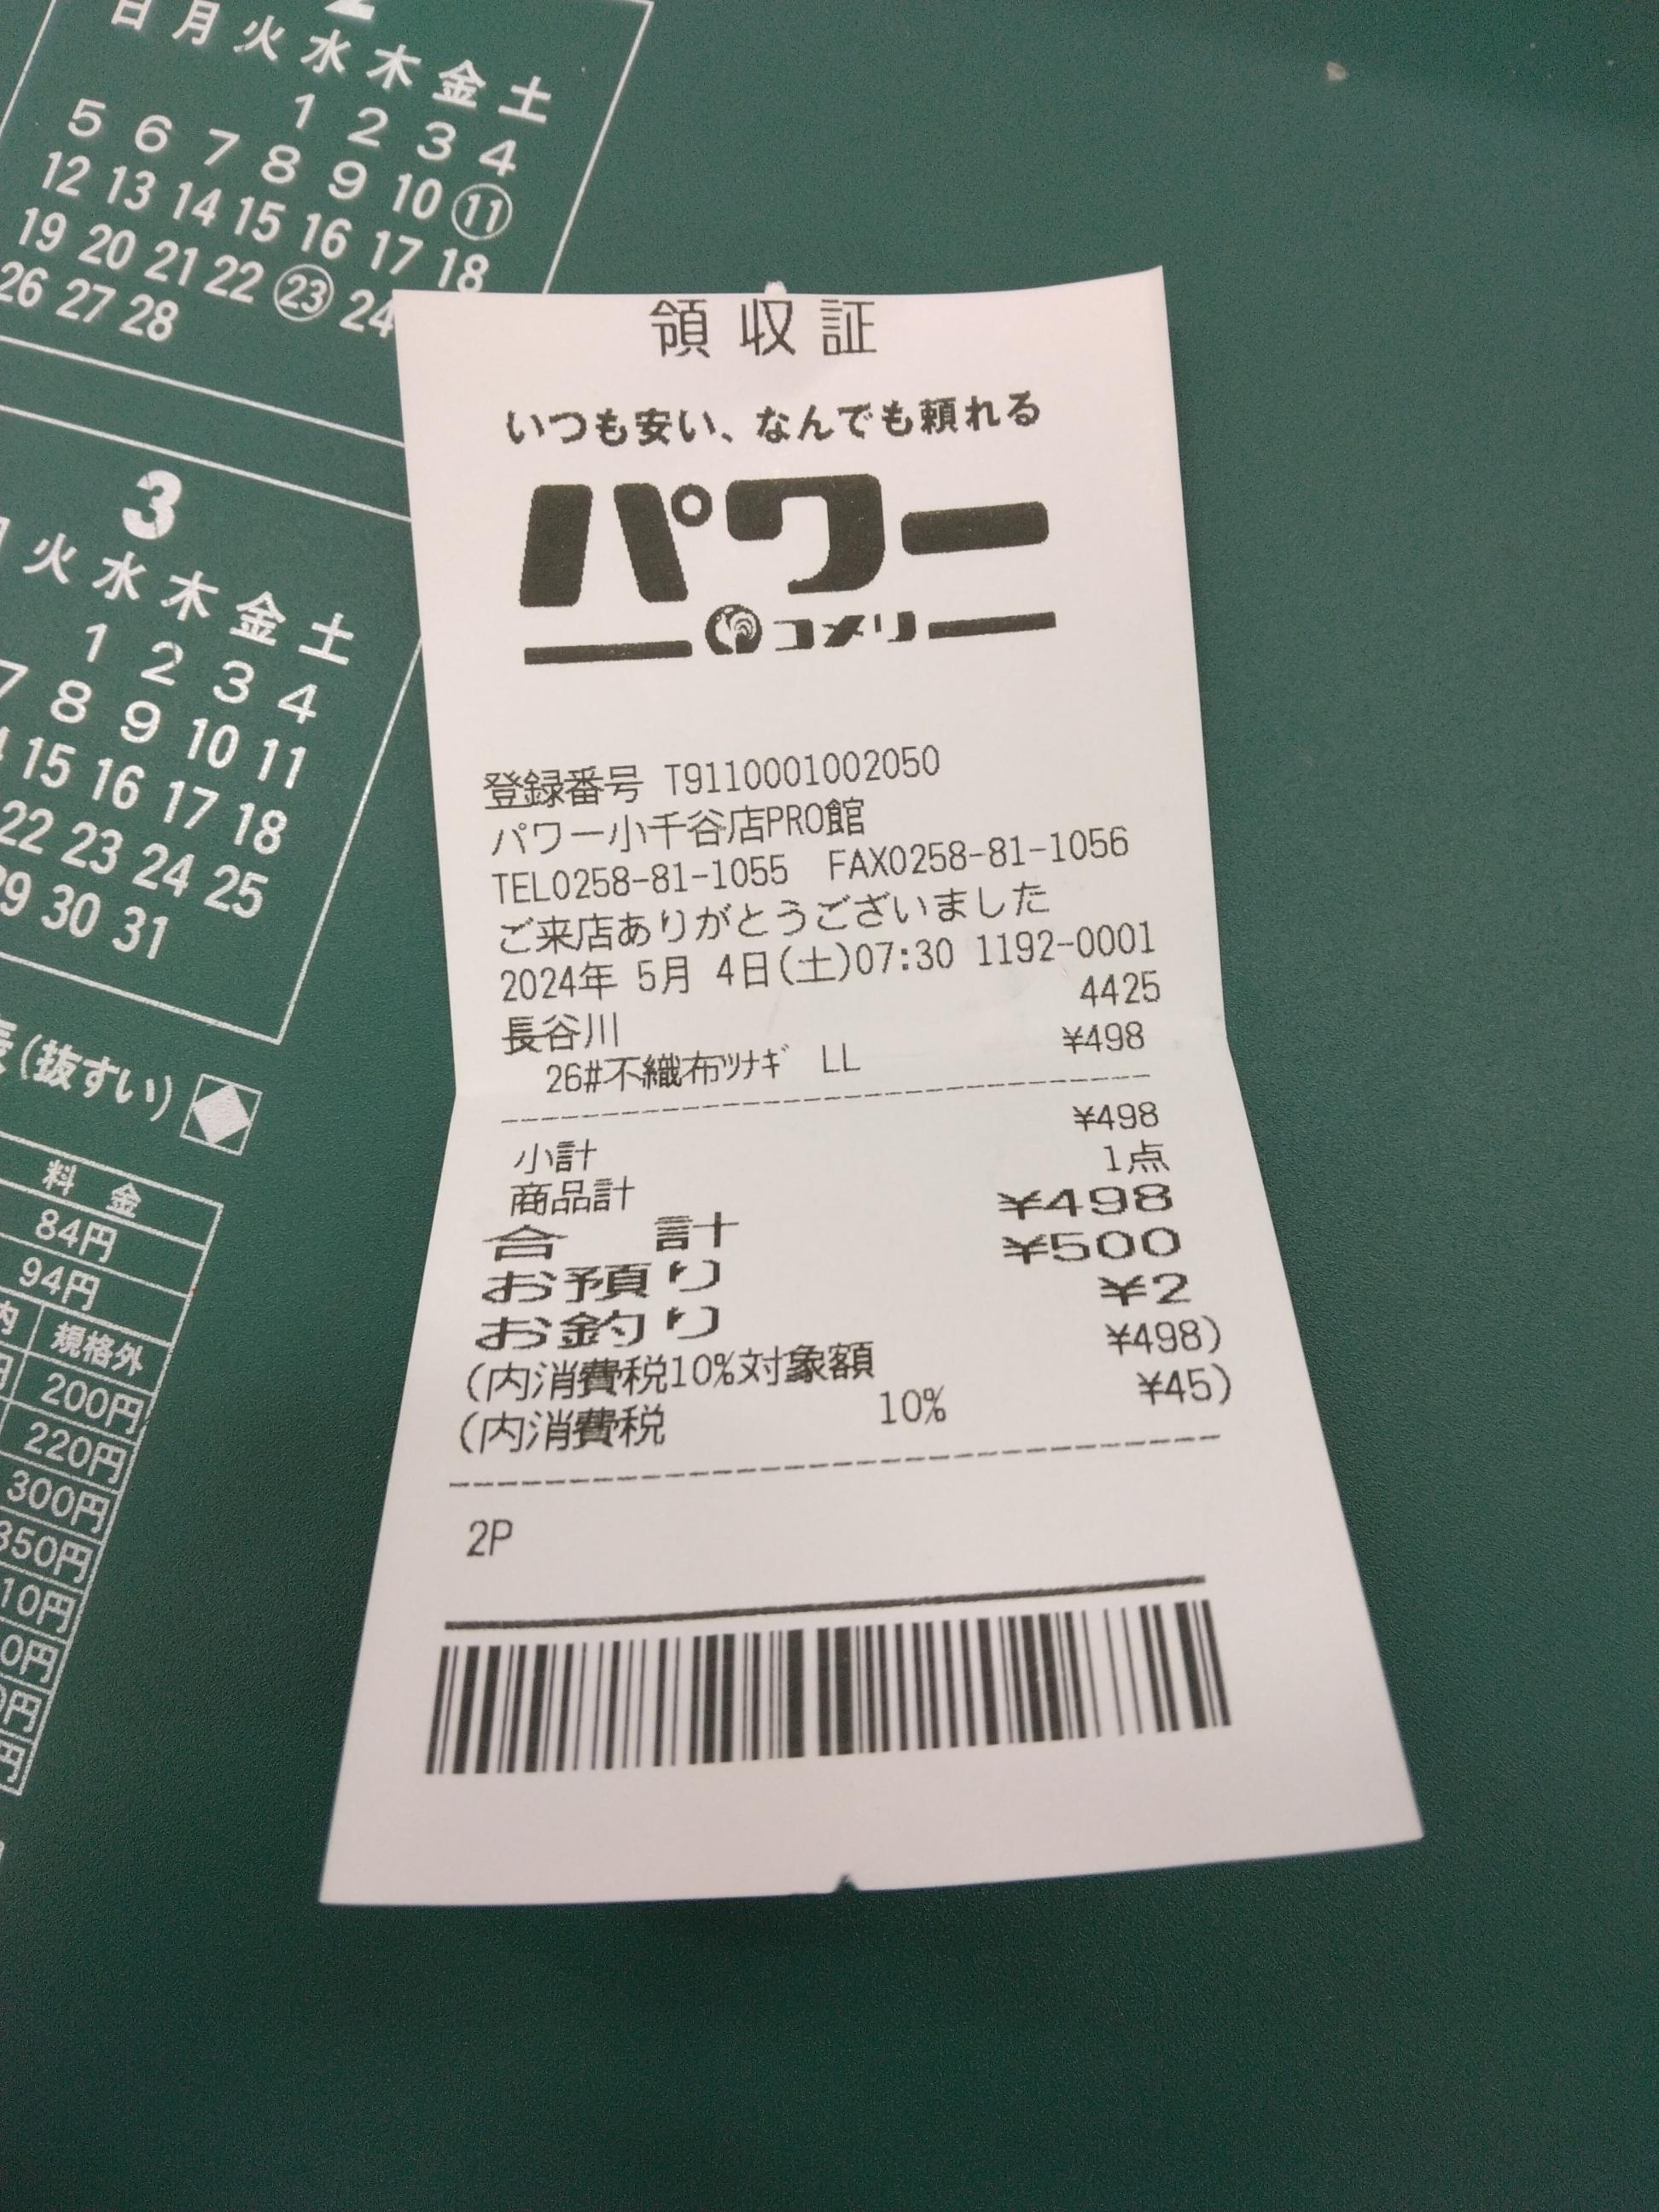 2
日 月 火 水 木 金 土
1 2 3 4
5 6 7 8 9 10 11
12 13 14 15 16 17 18
19 20 21 22 23 24
26 27 28
3
火 水 木 金 土
1 2 3 4
7 8 9 10 11
15 16 17 18
22 23 24 25
30 31
(抜すい)
料 金
84円
94円
規格外
200円
220円
300円
350円
領収証
いつも安い、なんでも頼れる
パワー
コメリ
登録番号 T9110001002050
パワー小千谷店PRO館
TEL0258-81-1055 FAX0258-81-1056
ご来店ありがとうございました
2024年 5月 4日(土)07:30 1192-0001
長谷川 4425
26#不織布ﾂﾅｷﾞ LL ¥498
小計 ¥498
商品計 1点
合 計 ¥498
お預り ¥500
お釣り ¥2
(内消費税10%対象額 ¥498)
(内消費税 10% ¥45)
2P